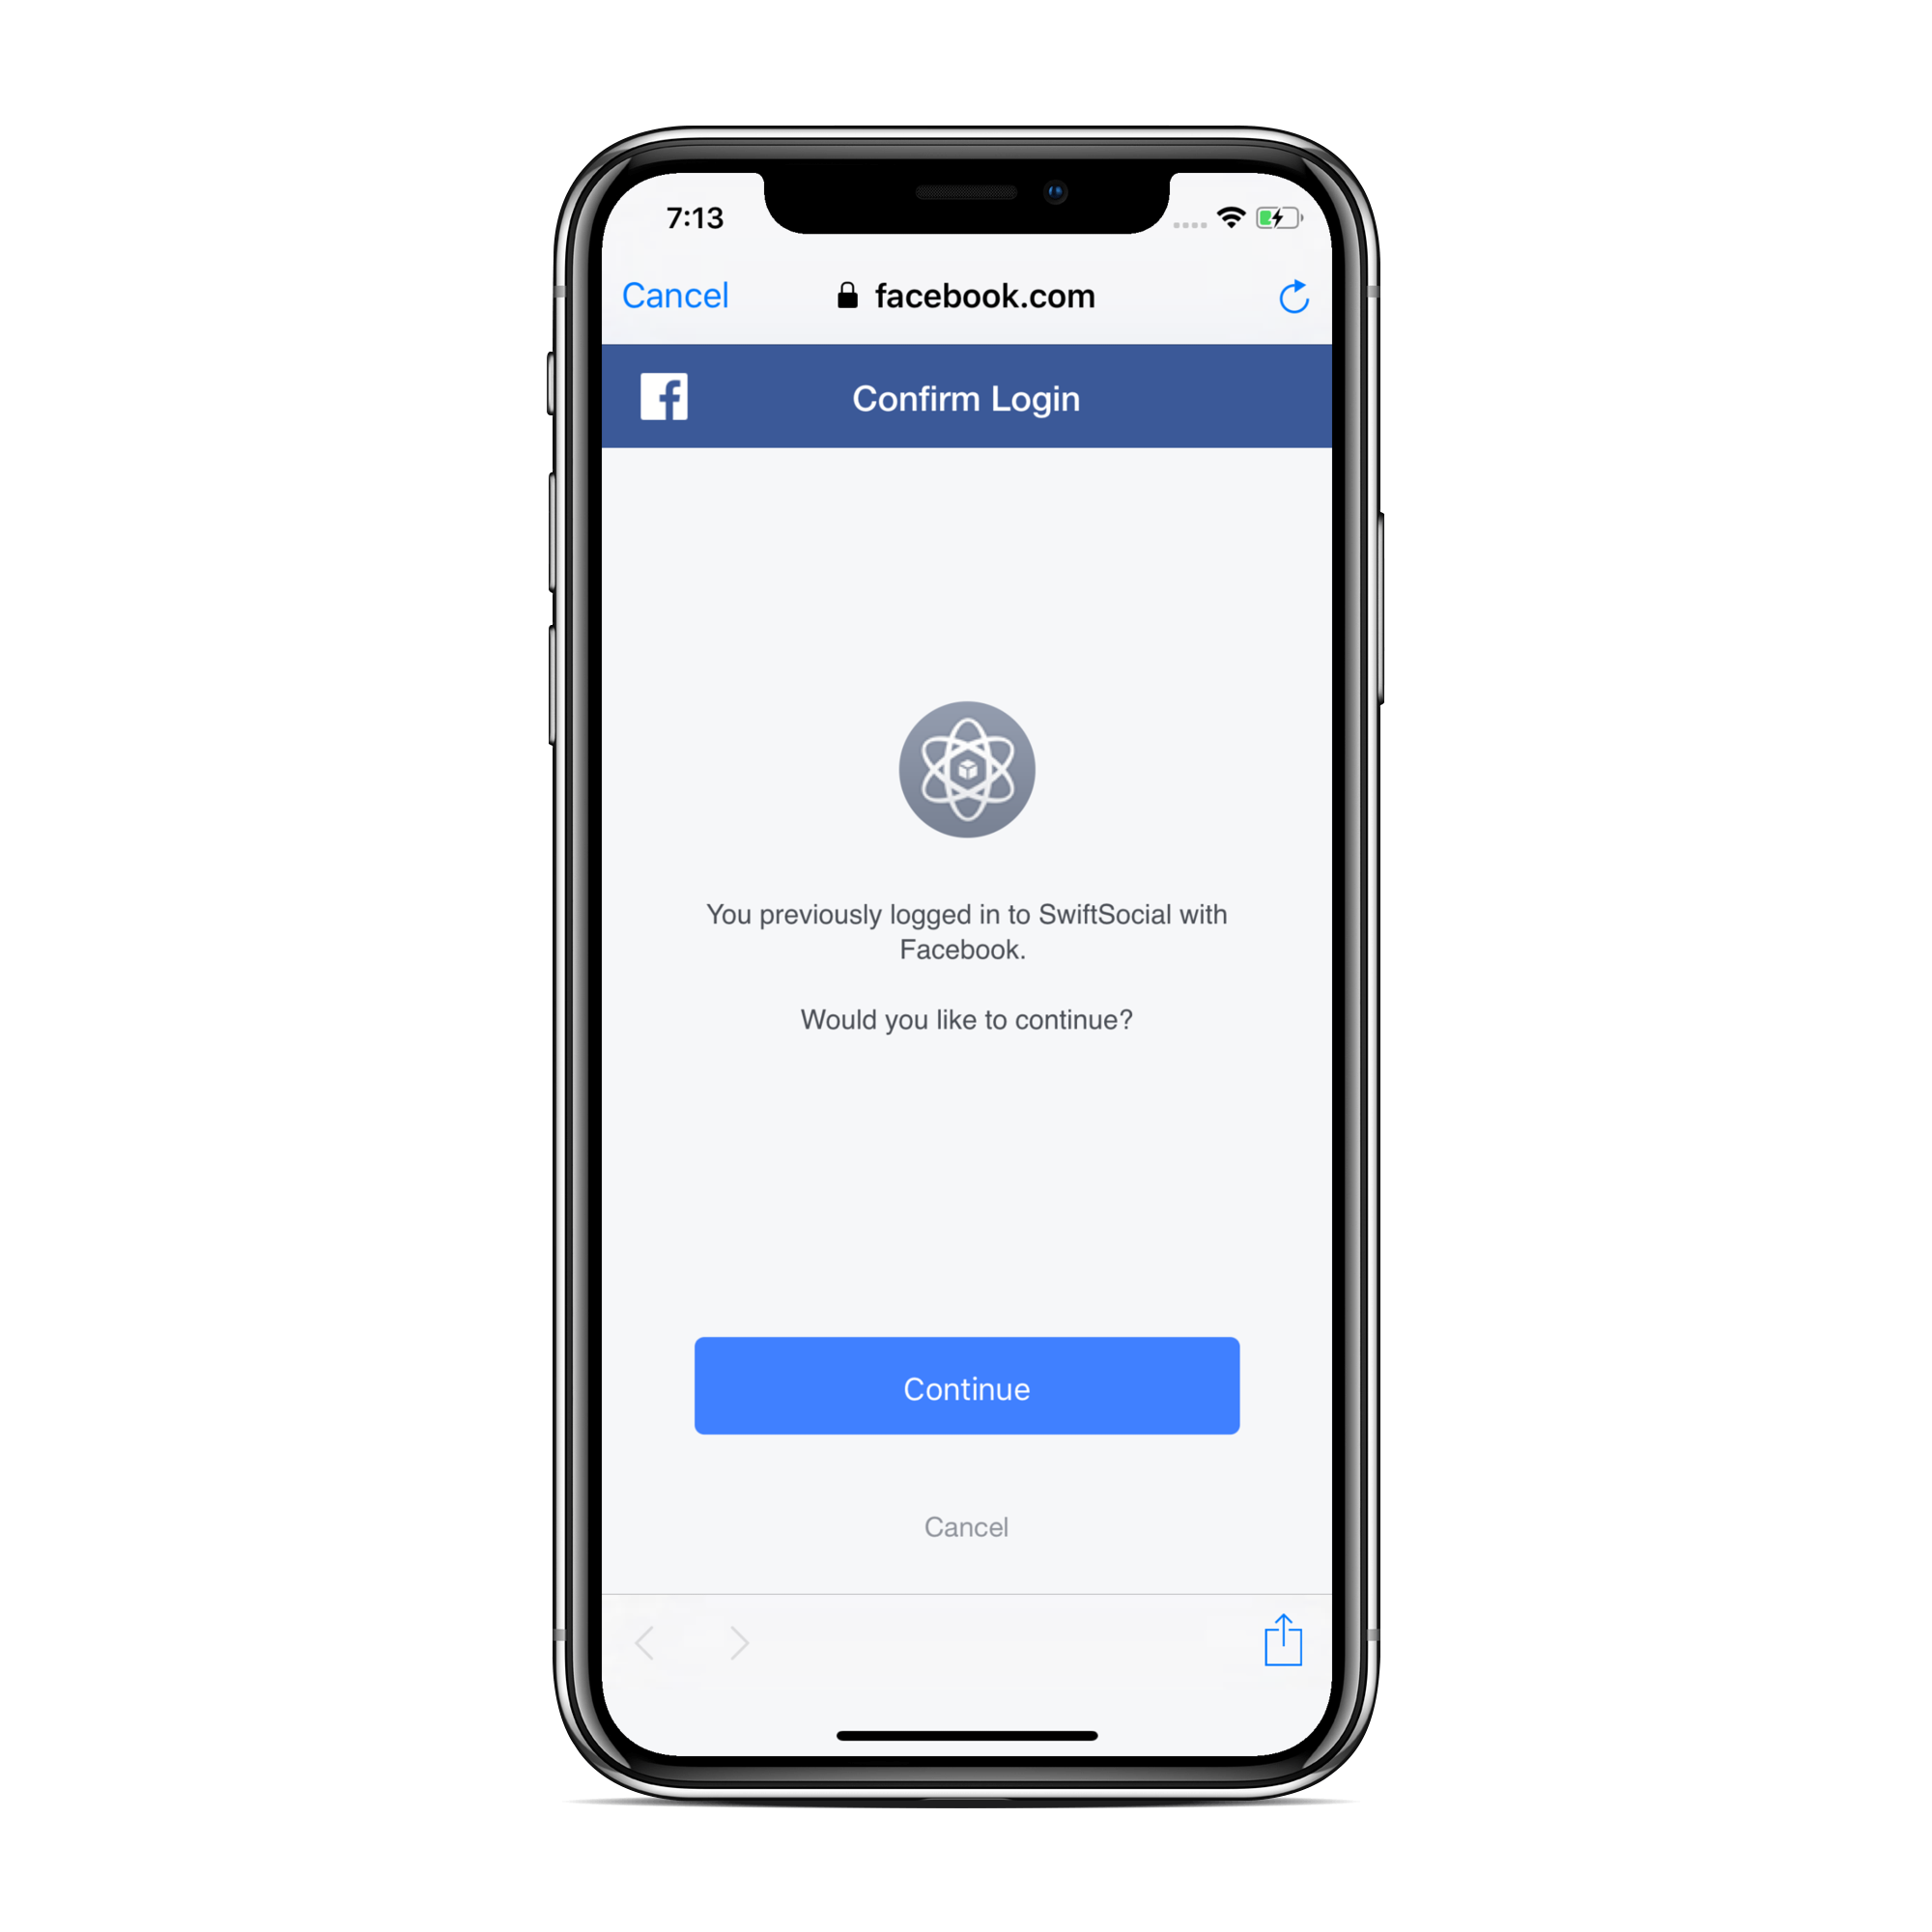 7:13
Cancel
facebook.com
Confirm Login
You previously logged in to SwiftSocial with
Facebook.
Would you like to continue?
Continue
Cancel